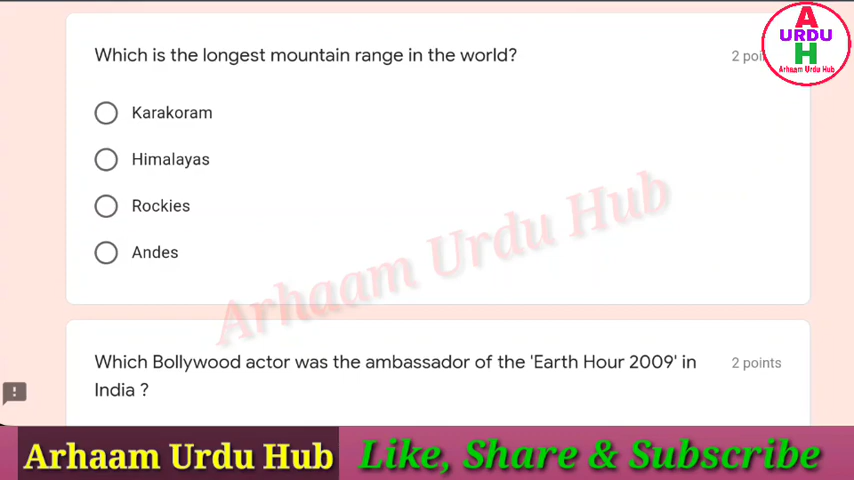 Which is the longest mountain range in the world?
2 poi
A
URDU
H
Arhaam Urdu Hub
Karakoram
Himalayas
Rockies
Andes
Arhaam Urdu Hub
Which Bollywood actor was the ambassador of the 'Earth Hour 2009' in
India ?
2 points
Arhaam Urdu Hub
Like, Share & Subscribe